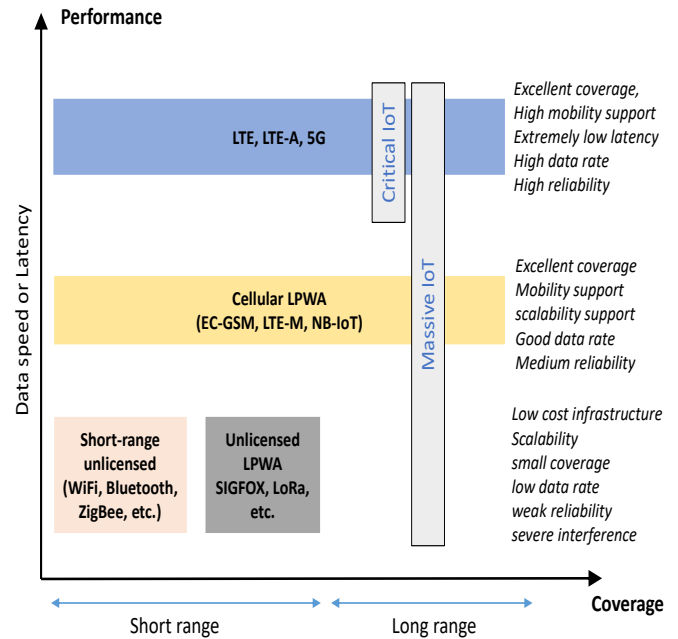 Performance
Data speed or Latency
LTE, LTE-A, 5G
Critical IoT
Massive IoT
Excellent coverage,
High mobility support
Extremely low latency
High data rate
High reliability
Cellular LPWA
(EC-GSM, LTE-M, NB-IoT)
Excellent coverage
Mobility support
scalability support
Good data rate
Medium reliability
Short-range
unlicensed
(WiFi, Bluetooth,
ZigBee, etc.)
Unlicensed
LPWA
SIGFOX, LoRa,
etc.
Low cost infrastructure
Scalability
small coverage
low data rate
weak reliability
severe interference
Coverage
Short range
Long range